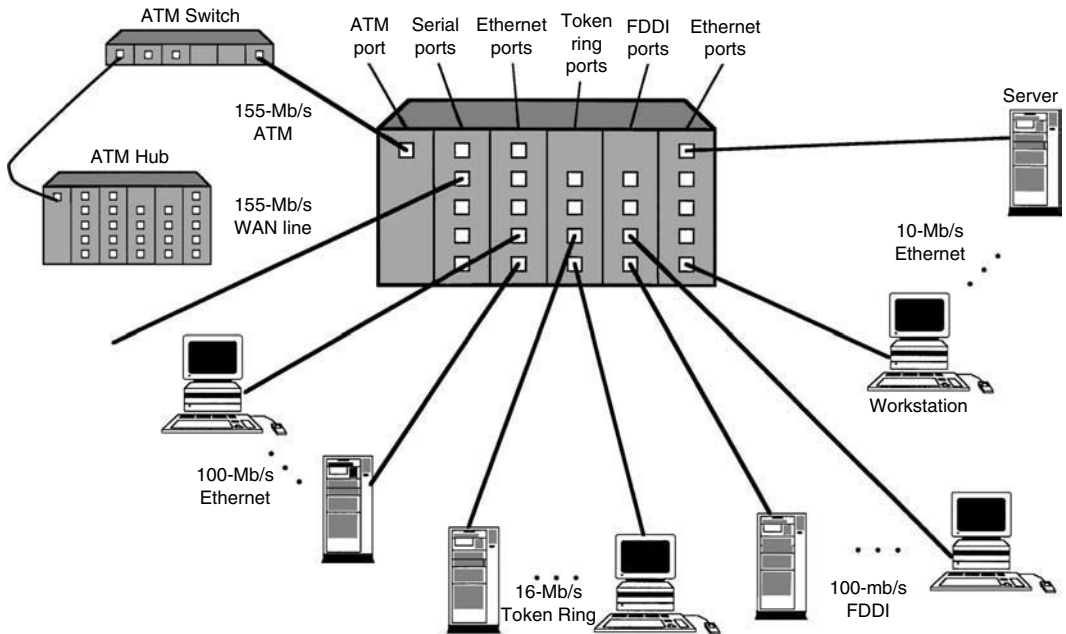 ATM Switch
ATM
port
Serial
ports
Ethernet
ports
Token
ring
ports
FDDI
ports
Ethernet
ports
Server
155-Mb/s
ATM
ATM Hub
155-Mb/s
WAN line
10-Mb/s
Ethernet
Workstation
100-Mb/s
Ethernet
16-Mb/s
Token Ring
100-mb/s
FDDI